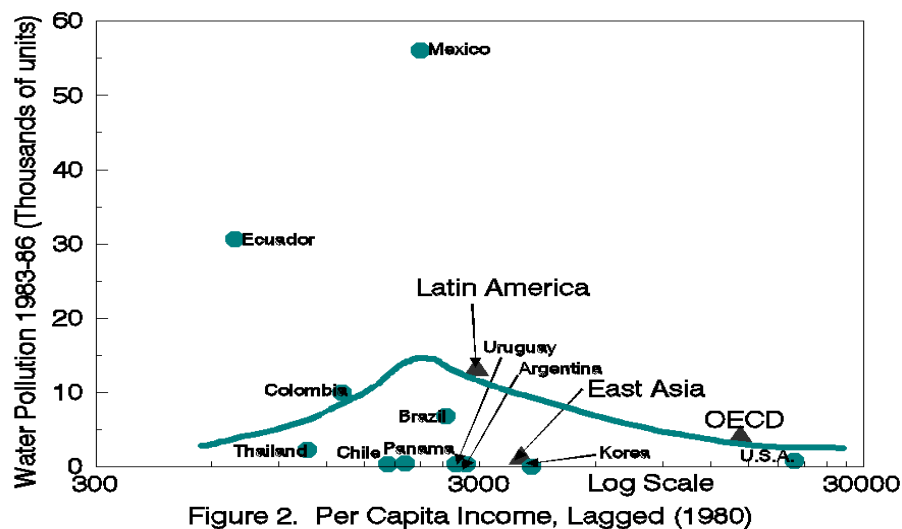 Water Pollution 1983-86 (Thousands of units)
60
50
40
30
20
10
0
Mexico
Ecuador
Latin America
Uruguay
Argentina
Colombia
East Asia
Brazil
OECD
Thailand
Chile
Panama
Korea
U.S.A.
300
3000
Log Scale
30000
Figure 2. Per Capita Income, Lagged (1980)